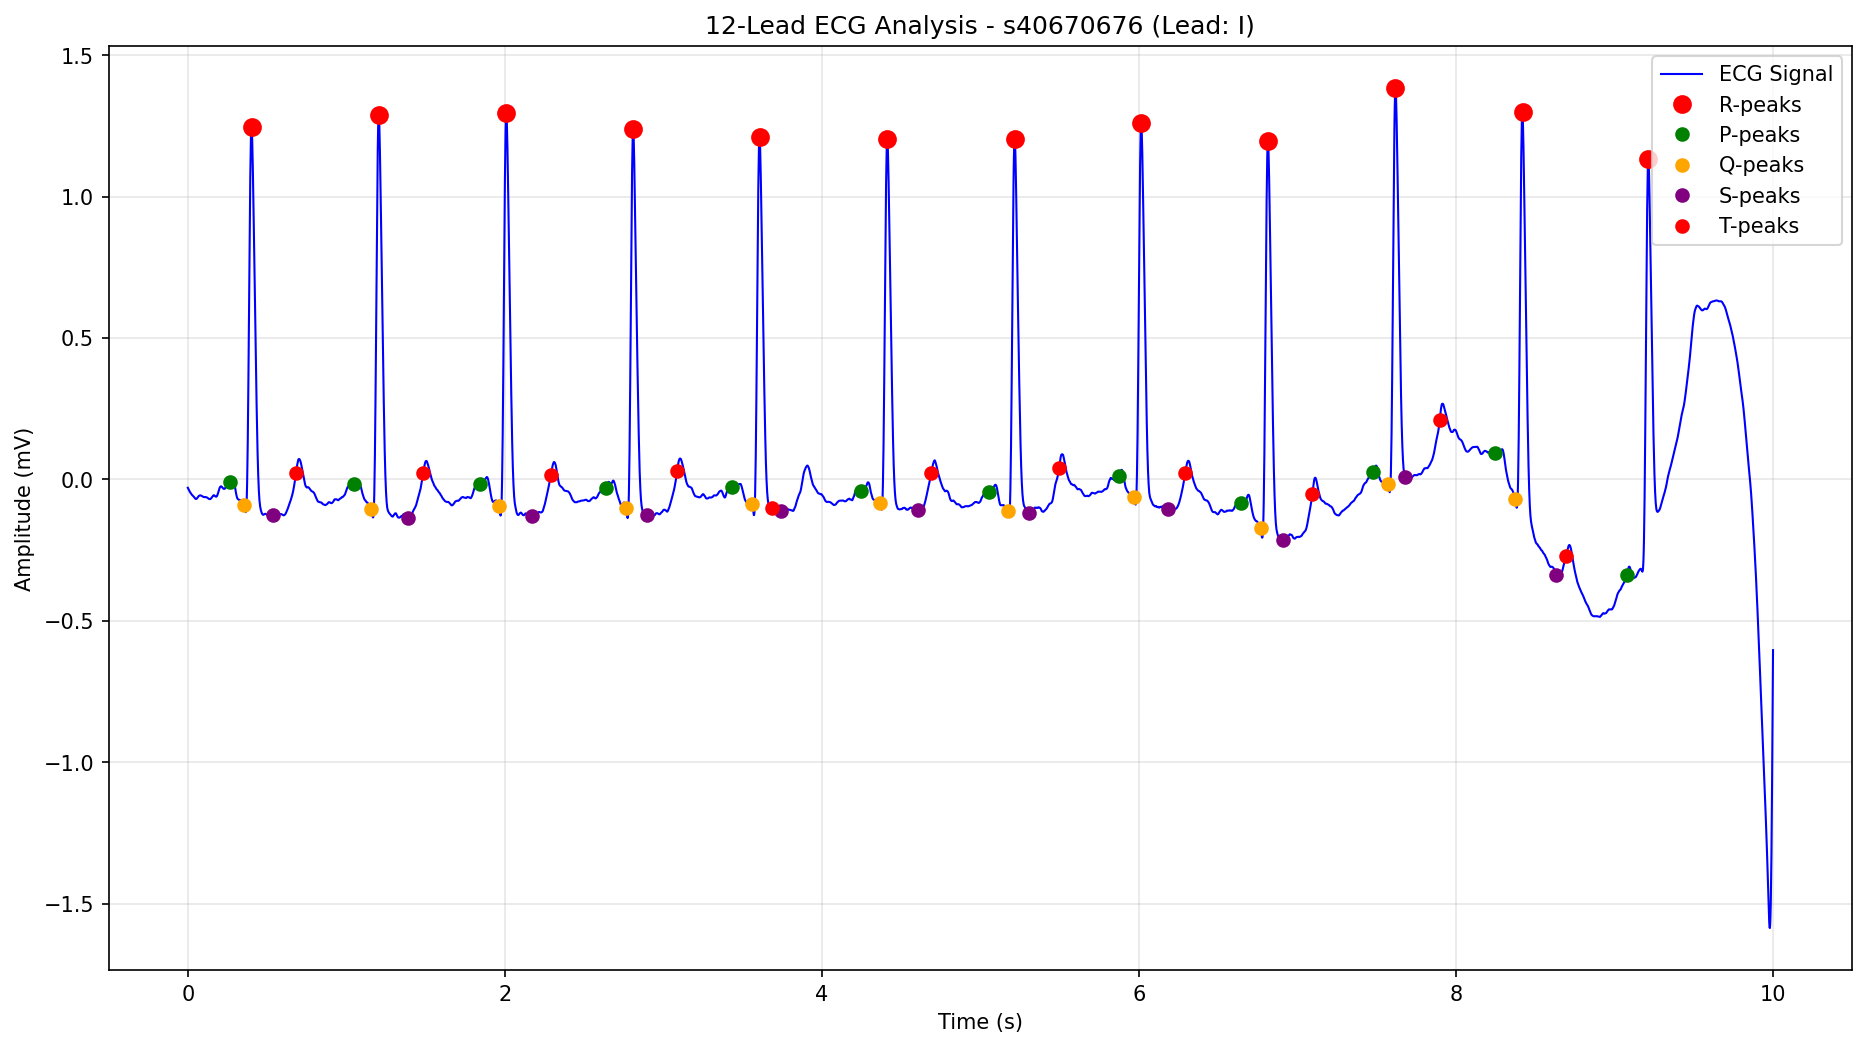 12-Lead ECG Analysis - s40670676 (Lead: I)
ECG Signal
R-peaks
P-peaks
Q-peaks
S-peaks
T-peaks
1.5
1.0
0.5
0.0
−0.5
−1.0
−1.5
Amplitude (mV)
0
2
4
6
8
10
Time (s)